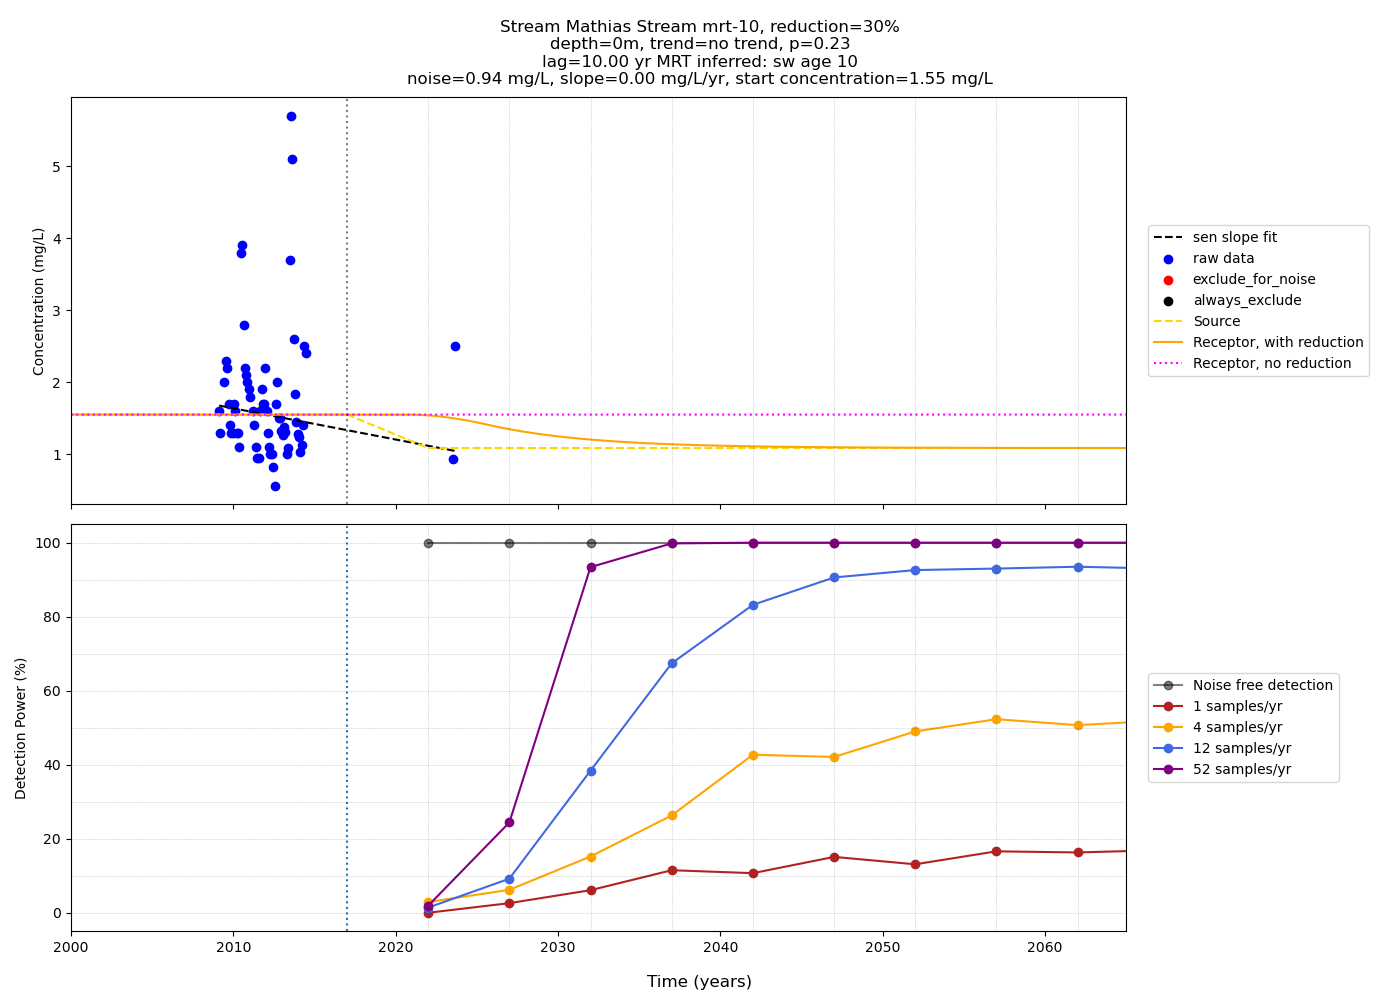 Stream Mathias Stream mrt-10, reduction=30%
depth=0m, trend=no trend, p=0.23
lag=10.00 yr MRT inferred: sw age 10
noise=0.94 mg/L, slope=0.00 mg/L/yr, start concentration=1.55 mg/L
Concentration (mg/L)
5
4
3
2
1
sen slope fit
raw data
exclude_for_noise
always_exclude
Source
Receptor, with reduction
Receptor, no reduction
Detection Power (%)
100
80
60
40
20
0
Noise free detection
1 samples/yr
4 samples/yr
12 samples/yr
52 samples/yr
2000 2010 2020 2030 2040 2050 2060
Time (years)